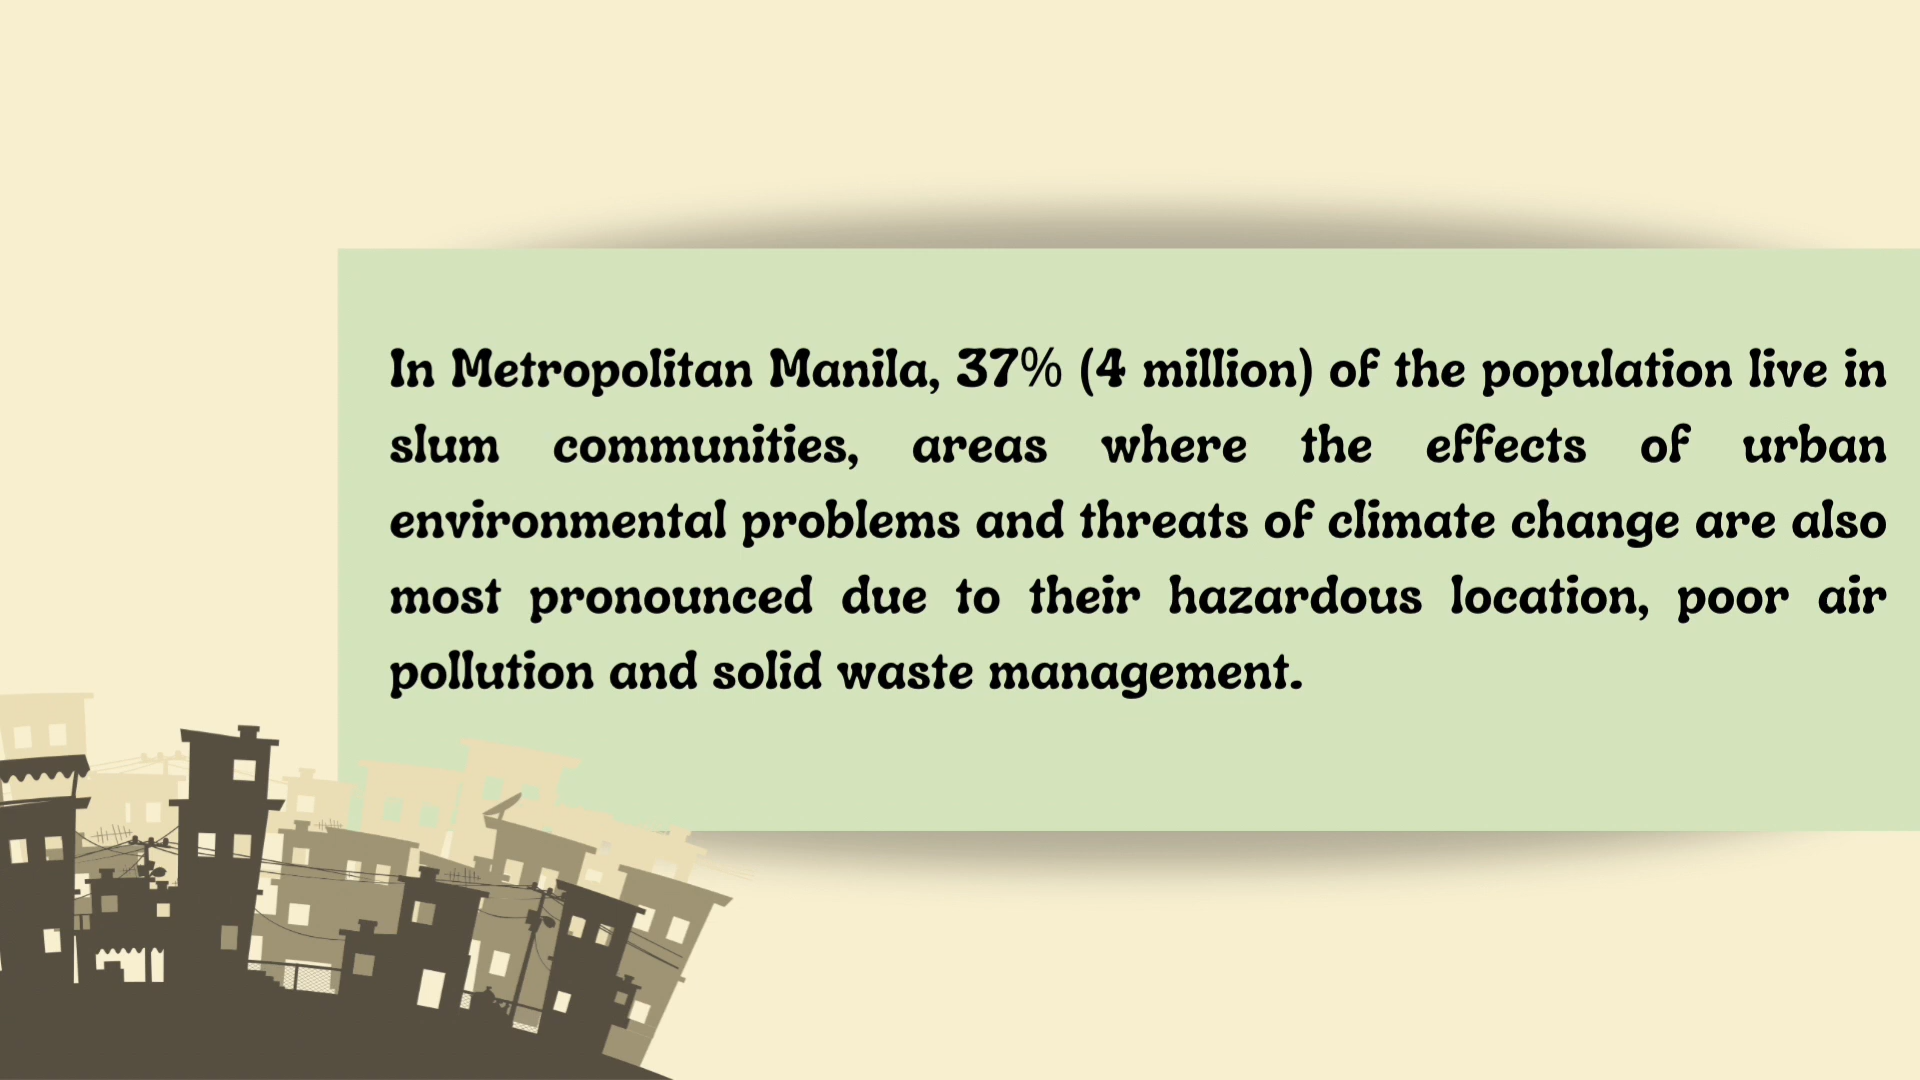 In Metropolitan Manila, 37% (4 million) of the population live in
slum communities, areas where the effects of urban
environmental problems and threats of climate change are also
most pronounced due to their hazardous location, poor air
pollution and solid waste management.